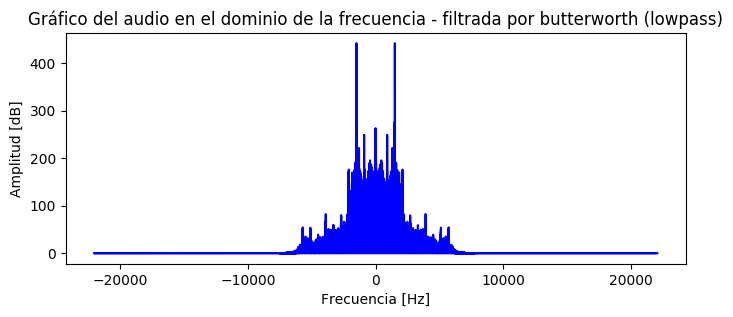 Gráfico del audio en el dominio de la frecuencia - filtrada por butterworth (lowpass)
Amplitud [dB]
400
300
200
100
0
−20000 −10000 0 10000 20000
Frecuencia [Hz]